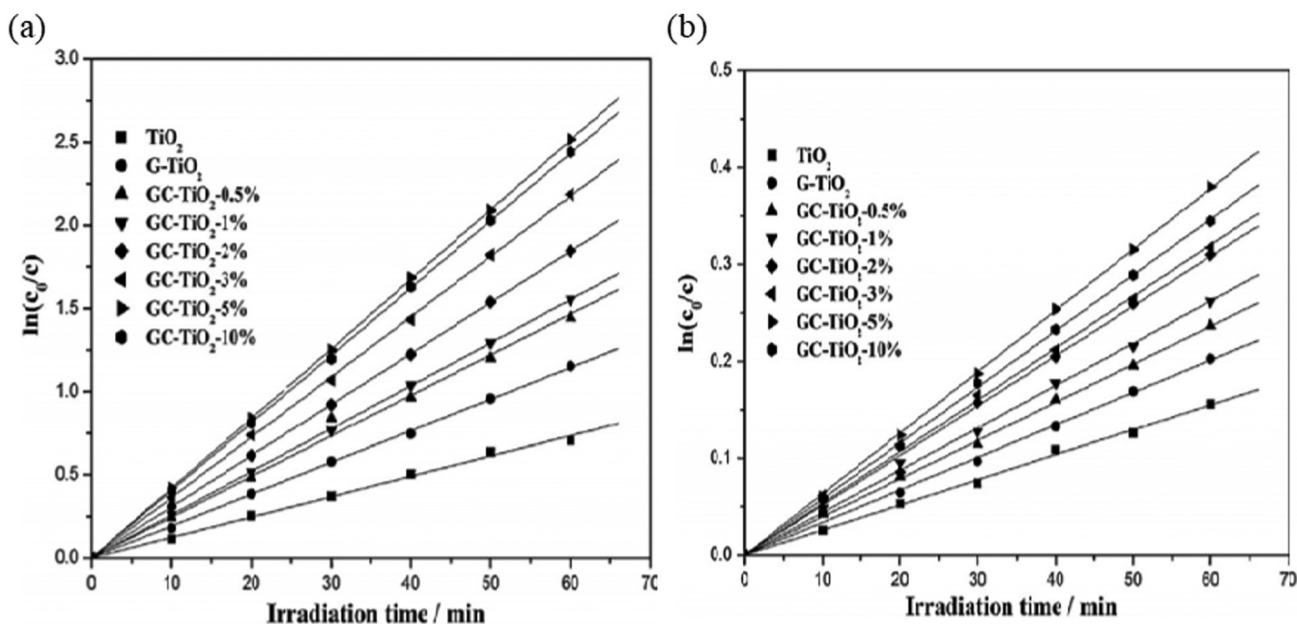 (a)
3.0
2.5
2.0
1.5
1.0
0.5
0.0
ln(c₀/c)
TiO₂
G-TiO₂
GC-TiO₂-0.5%
GC-TiO₂-1%
GC-TiO₂-2%
GC-TiO₂-3%
GC-TiO₂-5%
GC-TiO₂-10%
0 10 20 30 40 50 60 70
Irradiation time / min
(b)
0.5
0.4
0.3
0.2
0.1
0.0
ln(c₀/c)
TiO₂
G-TiO₂
GC-TiO₂-0.5%
GC-TiO₂-1%
GC-TiO₂-2%
GC-TiO₂-3%
GC-TiO₂-5%
GC-TiO₂-10%
0 10 20 30 40 50 60 70
Irradiation time / min